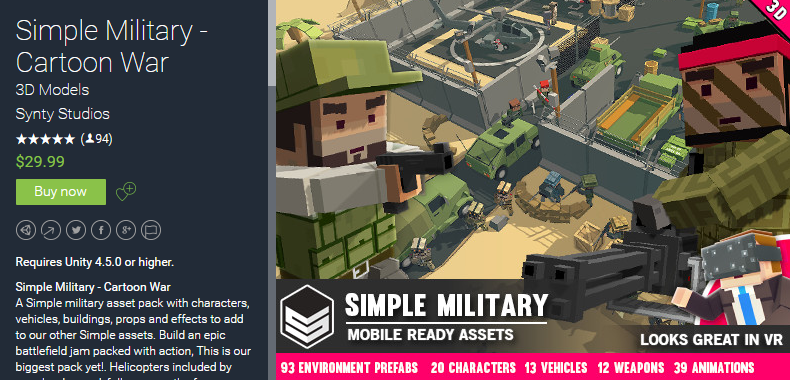 Simple Military -
Cartoon War
3D Models
Synty Studios
★★★★★ (94)
$29.99
Buy now
Requires Unity 4.5.0 or higher.
Simple Military - Cartoon War
A Simple military asset pack with characters,
vehicles, buildings, props and effects to add
to our other Simple assets. Build an epic
battlefield jam packed with action, This is our
biggest pack yet!. Helicopters included by
3D
SIMPLE MILITARY
MOBILE READY ASSETS
LOOKS GREAT IN VR
93 ENVIRONMENT PREFABS 20 CHARACTERS 13 VEHICLES 12 WEAPONS 39 ANIMATIONS